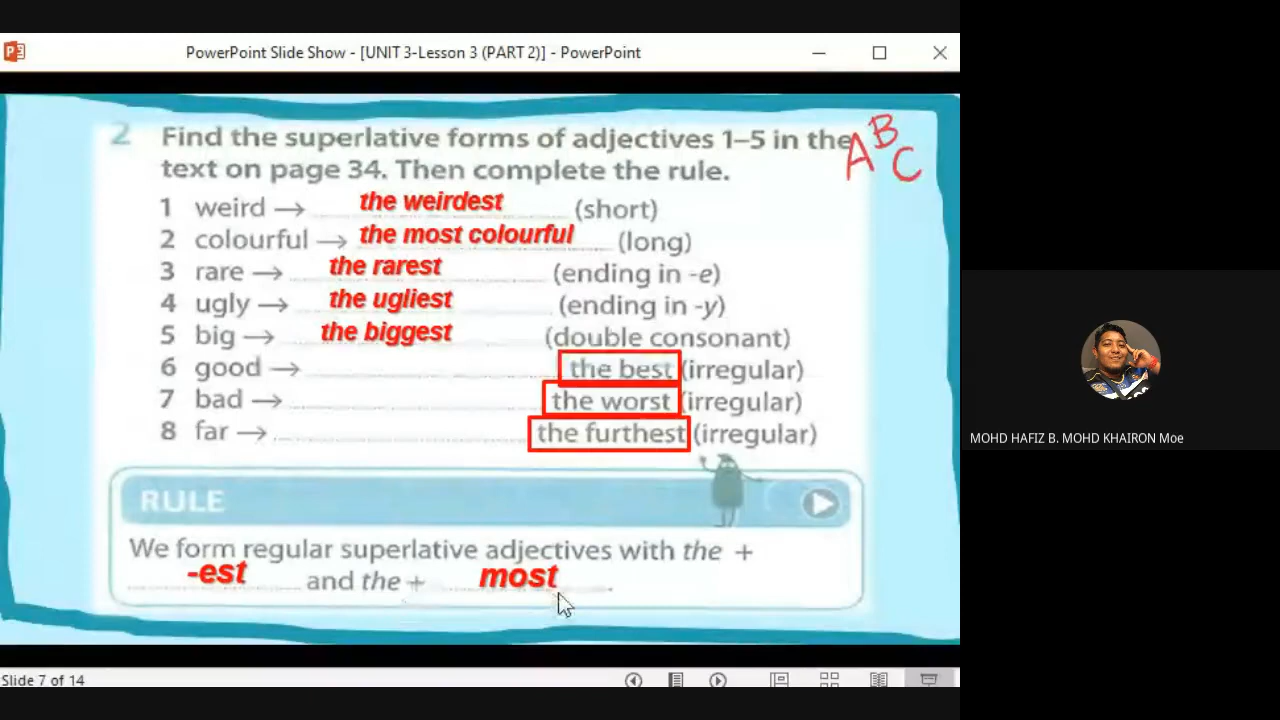 PowerPoint Slide Show - [UNIT 3-Lesson 3 (PART 2)] - PowerPoint
2 Find the superlative forms of adjectives 1–5 in the
text on page 34. Then complete the rule.
A B C
1 weird → the weirdest (short)
2 colourful → the most colourful (long)
3 rare → the rarest (ending in -e)
4 ugly → the ugliest (ending in -y)
5 big → the biggest (double consonant)
6 good → the best (irregular)
7 bad → the worst (irregular)
8 far → the furthest (irregular)
RULE
We form regular superlative adjectives with the +
-est and the + most.
MOHD HAFIZ B. MOHD KHAIRON Moe
Slide 7 of 14